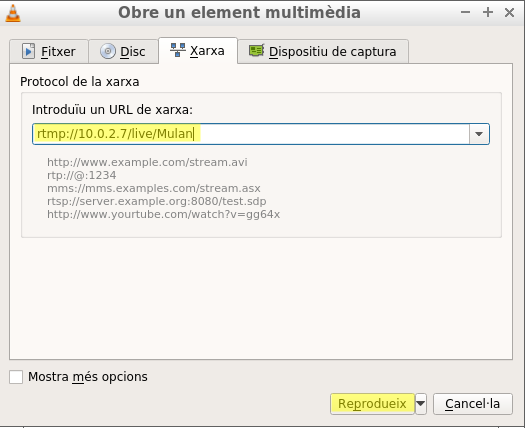 Obre un element multimèdia
Fitxer Disc Xarxa Dispositiu de captura
Protocol de la xarxa
Introduïu un URL de xarxa:
rtmp://10.0.2.7/live/Mulan
http://www.example.com/stream.avi
rtp://@:1234
mms://mms.examples.com/stream.asx
rtsp://server.example.org:8080/test.sdp
http://www.yourtube.com/watch?v=gg64x
Mostra més opcions
Reprodueix Cancel·la